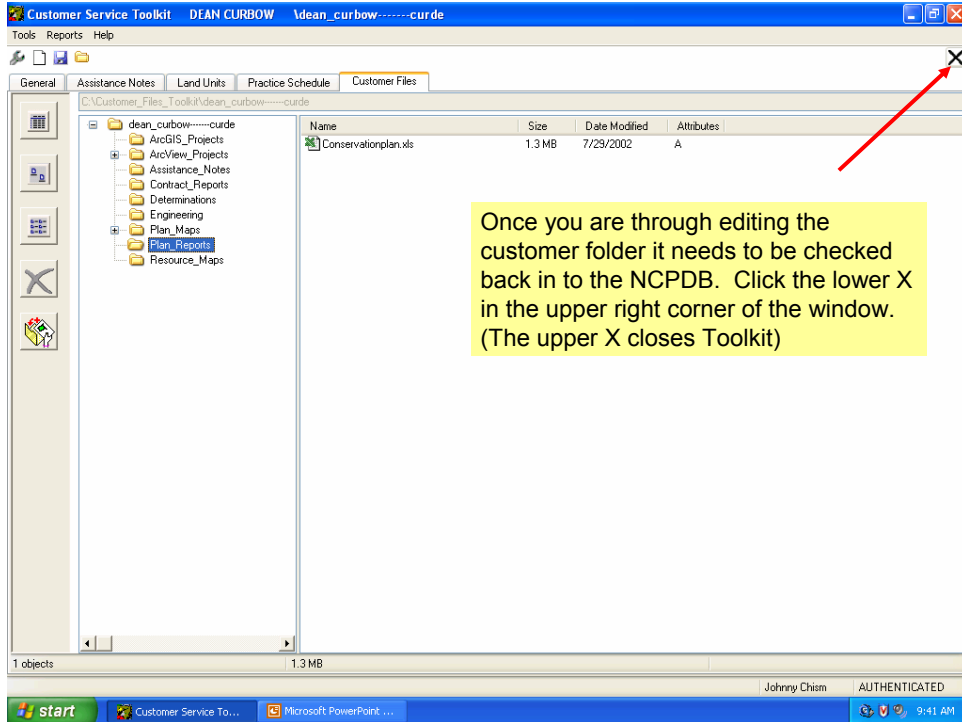 Customer Service Toolkit DEAN CURBOW \dean_curbow-------curde
Tools Reports Help
General Assistance Notes Land Units Practice Schedule Customer Files
C:\Customer_Files_Toolkit\dean_curbow-------curde
dean_curbow-------curde
ArcGIS_Projects
ArcView_Projects
Assistance_Notes
Contract_Reports
Determinations
Engineering
Plan_Maps
Plan_Reports
Resource_Maps
Name Size Date Modified Attributes
Conservationplan.xls 1.3 MB 7/29/2002 A
Once you are through editing the
customer folder it needs to be checked
back in to the NCPDB. Click the lower X
in the upper right corner of the window.
(The upper X closes Toolkit)
1 objects 1.3 MB
Johnny Chism AUTHENTICATED
start Customer Service To... Microsoft PowerPoint ... 9:41 AM